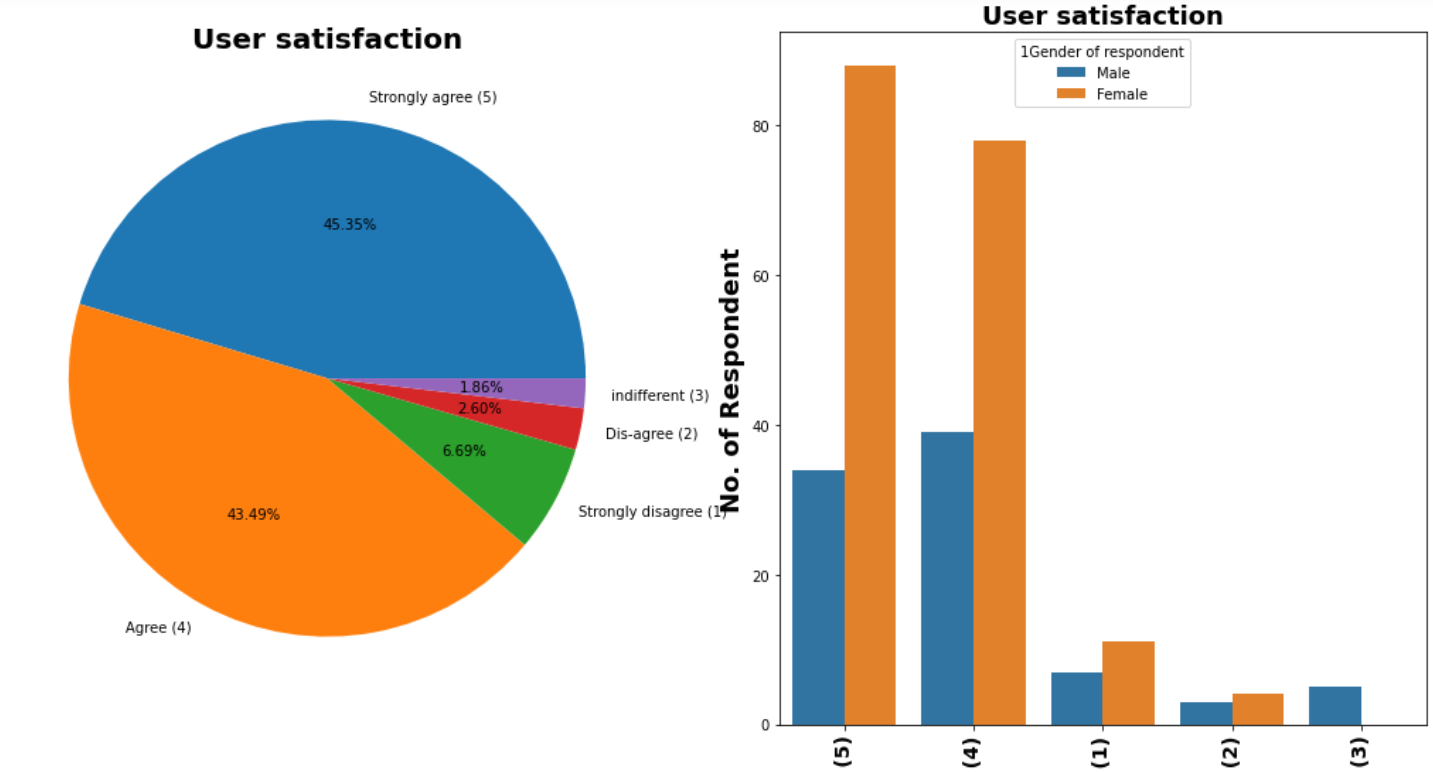 User satisfaction
Strongly agree (5)
45.35%
1.86%
indifferent (3)
2.60%
Dis-agree (2)
6.69%
Strongly disagree (1)
43.49%
Agree (4)
User satisfaction
1Gender of respondent
Male
Female
No. of Respondent
80
60
40
20
0
(5)
(4)
(1)
(2)
(3)